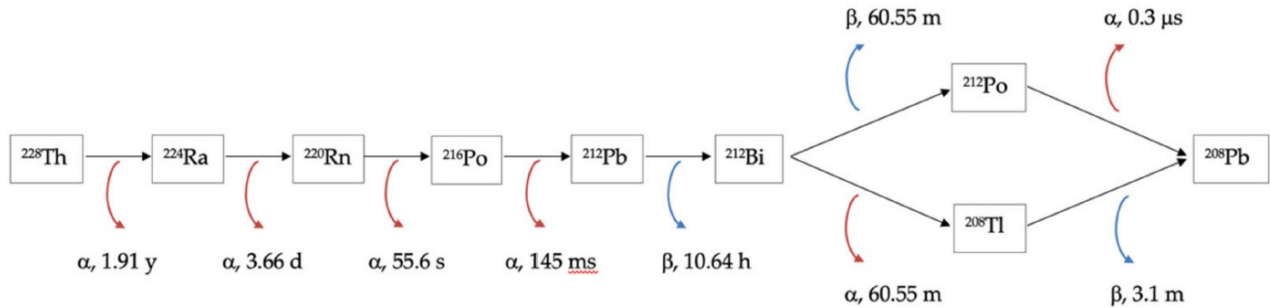 β, 60.55 m
α, 0.3 μs
²¹²Po
²²⁸Th
²²⁴Ra
²²⁰Rn
²¹⁶Po
²¹²Pb
²¹²Bi
²⁰⁸Pb
²⁰⁸Tl
α, 1.91 y
α, 3.66 d
α, 55.6 s
α, 145 ms
β, 10.64 h
α, 60.55 m
β, 3.1 m